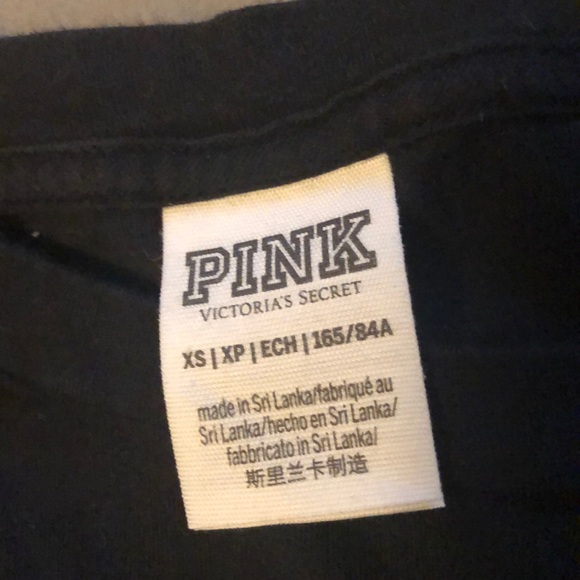 PINK
VICTORIA'S SECRET
XS | XP | ECH | 165/84A
made in Sri Lanka/fabriqué au
Sri Lanka/hecho en Sri Lanka/
fabbricato in Sri Lanka/
斯里兰卡制造